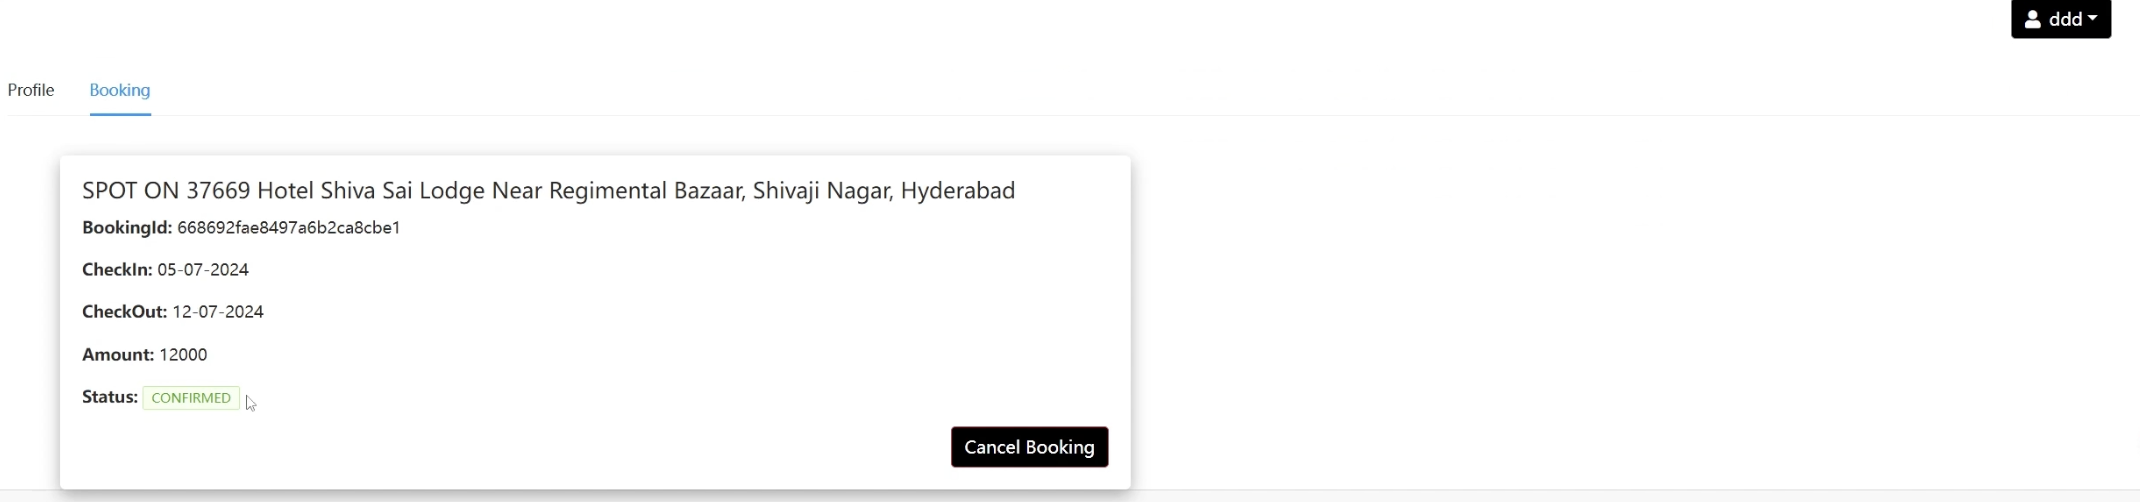 ddd
Profile Booking
SPOT ON 37669 Hotel Shiva Sai Lodge Near Regimental Bazaar, Shivaji Nagar, Hyderabad
BookingId: 668692fae8497a6b2ca8cbe1
CheckIn: 05-07-2024
CheckOut: 12-07-2024
Amount: 12000
Status: CONFIRMED
Cancel Booking